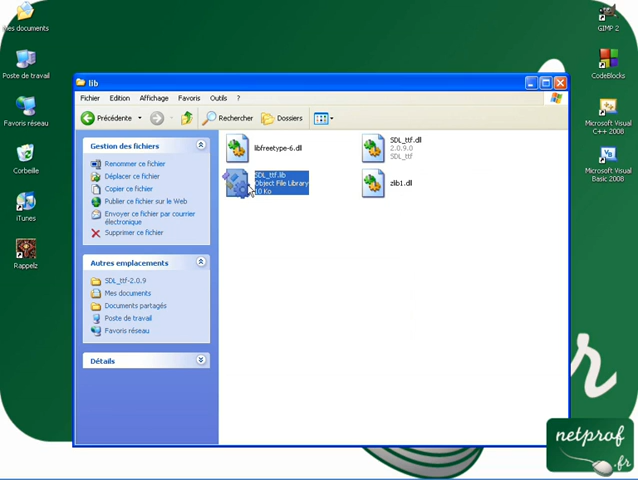 Mes documents
Poste de travail
Favoris réseau
Corbeille
iTunes
Rappelz
GIMP 2
CodeBlocks
Microsoft Visual
C++ 2008
Microsoft Visual
Basic 2008
lib
Fichier Edition Affichage Favoris Outils ?
Précédente Rechercher Dossiers
Gestion des fichiers
Renommer ce fichier
Déplacer ce fichier
Copier ce fichier
Publier ce fichier sur le Web
Envoyer ce fichier par courrier
électronique
Supprimer ce fichier
Autres emplacements
SDL_ttf-2.0.9
Mes documents
Documents partagés
Poste de travail
Favoris réseau
Détails
libfreetype-6.dll
SDL_ttf.dll
2.0.9.0
SDL_ttf
SDL_ttf.lib
Object File Library
10 Ko
zlib1.dll
r
netprof
.fr